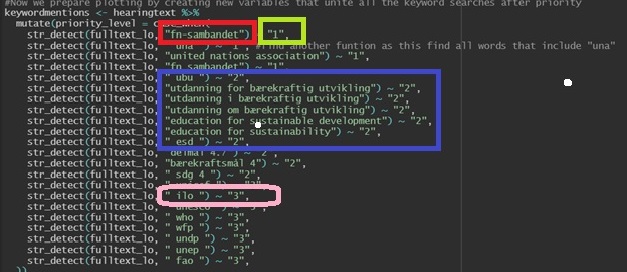 #Now we prepare plotting by creating new variables that unite all the keyword searches after priority
keywordmentions <- hearingtext %>%
mutate(priority_level =
str_detect(fulltext_lo, "fn-sambandet") "1",
str_detect(fulltext_lo, " una ") ~ "1", #Find another funtion as this find all words that include "una"
str_detect(fulltext_lo, "united nations association") ~ "1",
str_detect(fulltext_lo, "fn sambandet") ~ "1"
str_detect(fulltext_lo, " ubu ") ~ "2",
str_detect(fulltext_lo, "utdanning for bærekraftig utvikling") ~ "2",
str_detect(fulltext_lo, "utdanning i bærekraftig utvikling") ~ "2",
str_detect(fulltext_lo, "utdanning om bærekraftig utvikling") ~ "2",
str_detect(fulltext_lo, "education for sustainable development") ~ "2",
str_detect(fulltext_lo, "education for sustainability") ~ "2",
str_detect(fulltext_lo, " esd ") ~ "2",
str_detect(fulltext_lo, "delmål 4.7") ~ "2",
str_detect(fulltext_lo, "bærekraftsmål 4") ~ "2",
str_detect(fulltext_lo, " sdg 4 ") ~ "2",
str_detect(fulltext_lo,
str_detect(fulltext_lo, " ilo ") ~ "3",
str_detect(fulltext_lo, " unesco ") ~ "3",
str_detect(fulltext_lo, " who ") ~ "3",
str_detect(fulltext_lo, " wfp ") ~ "3",
str_detect(fulltext_lo, " undp ") ~ "3",
str_detect(fulltext_lo, " unep ") ~ "3",
str_detect(fulltext_lo, " fao ") ~ "3",
))